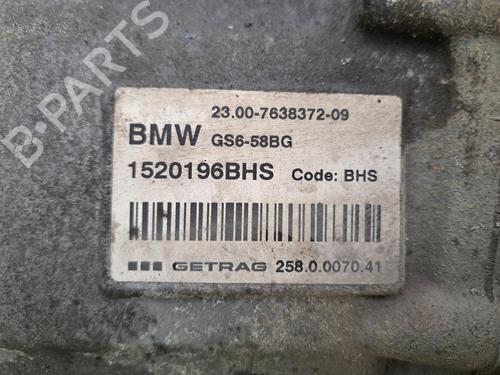 23.00-7638372-09
BMW GS6-58BG
1520196BHS Code: BHS
GETRAG 258.0.0070.41
B-PARTS